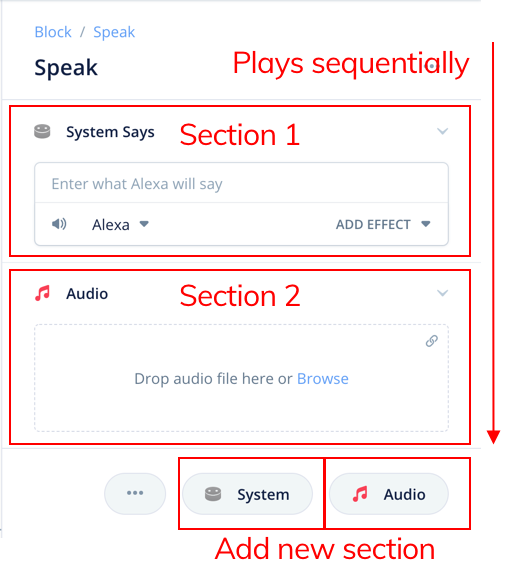 Block / Speak
Speak
Plays sequentially
System Says
Section 1
Enter what Alexa will say
Alexa
ADD EFFECT
Audio
Section 2
Drop audio file here or Browse
System
Audio
Add new section